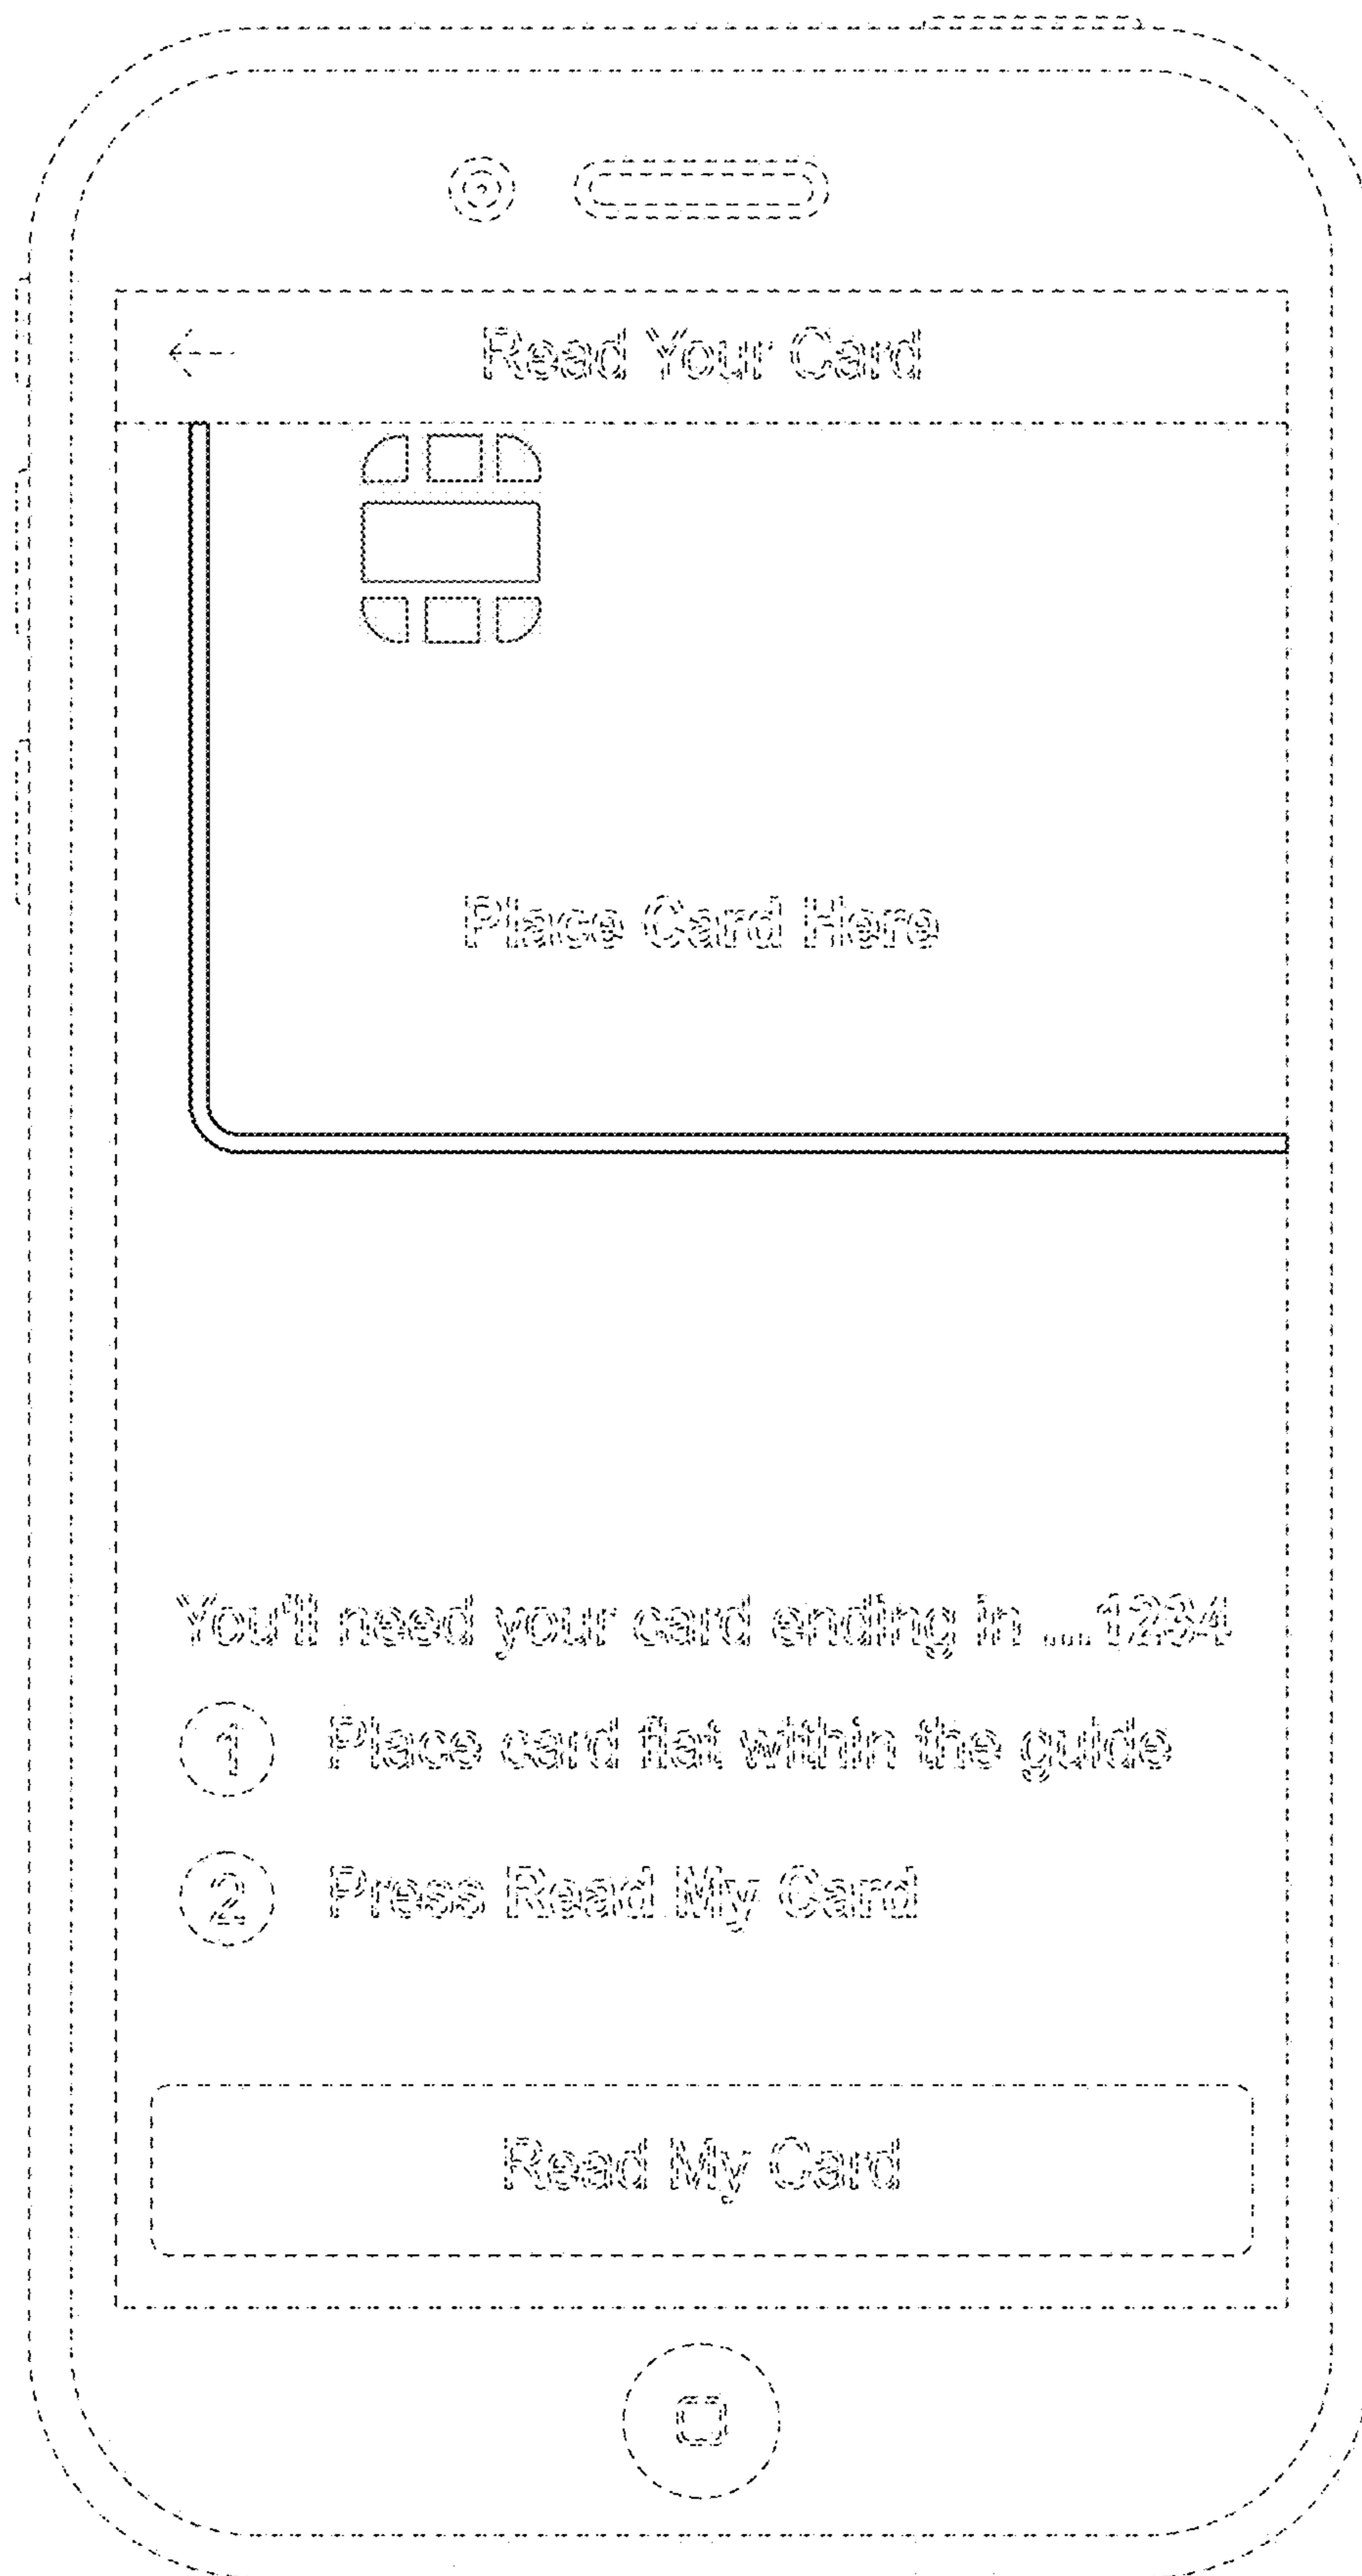 Read Your Card
Place Card Here
You'll need your card ending in ...1234
1 Place card flat within the guide
2 Press Read My Card
Read My Card